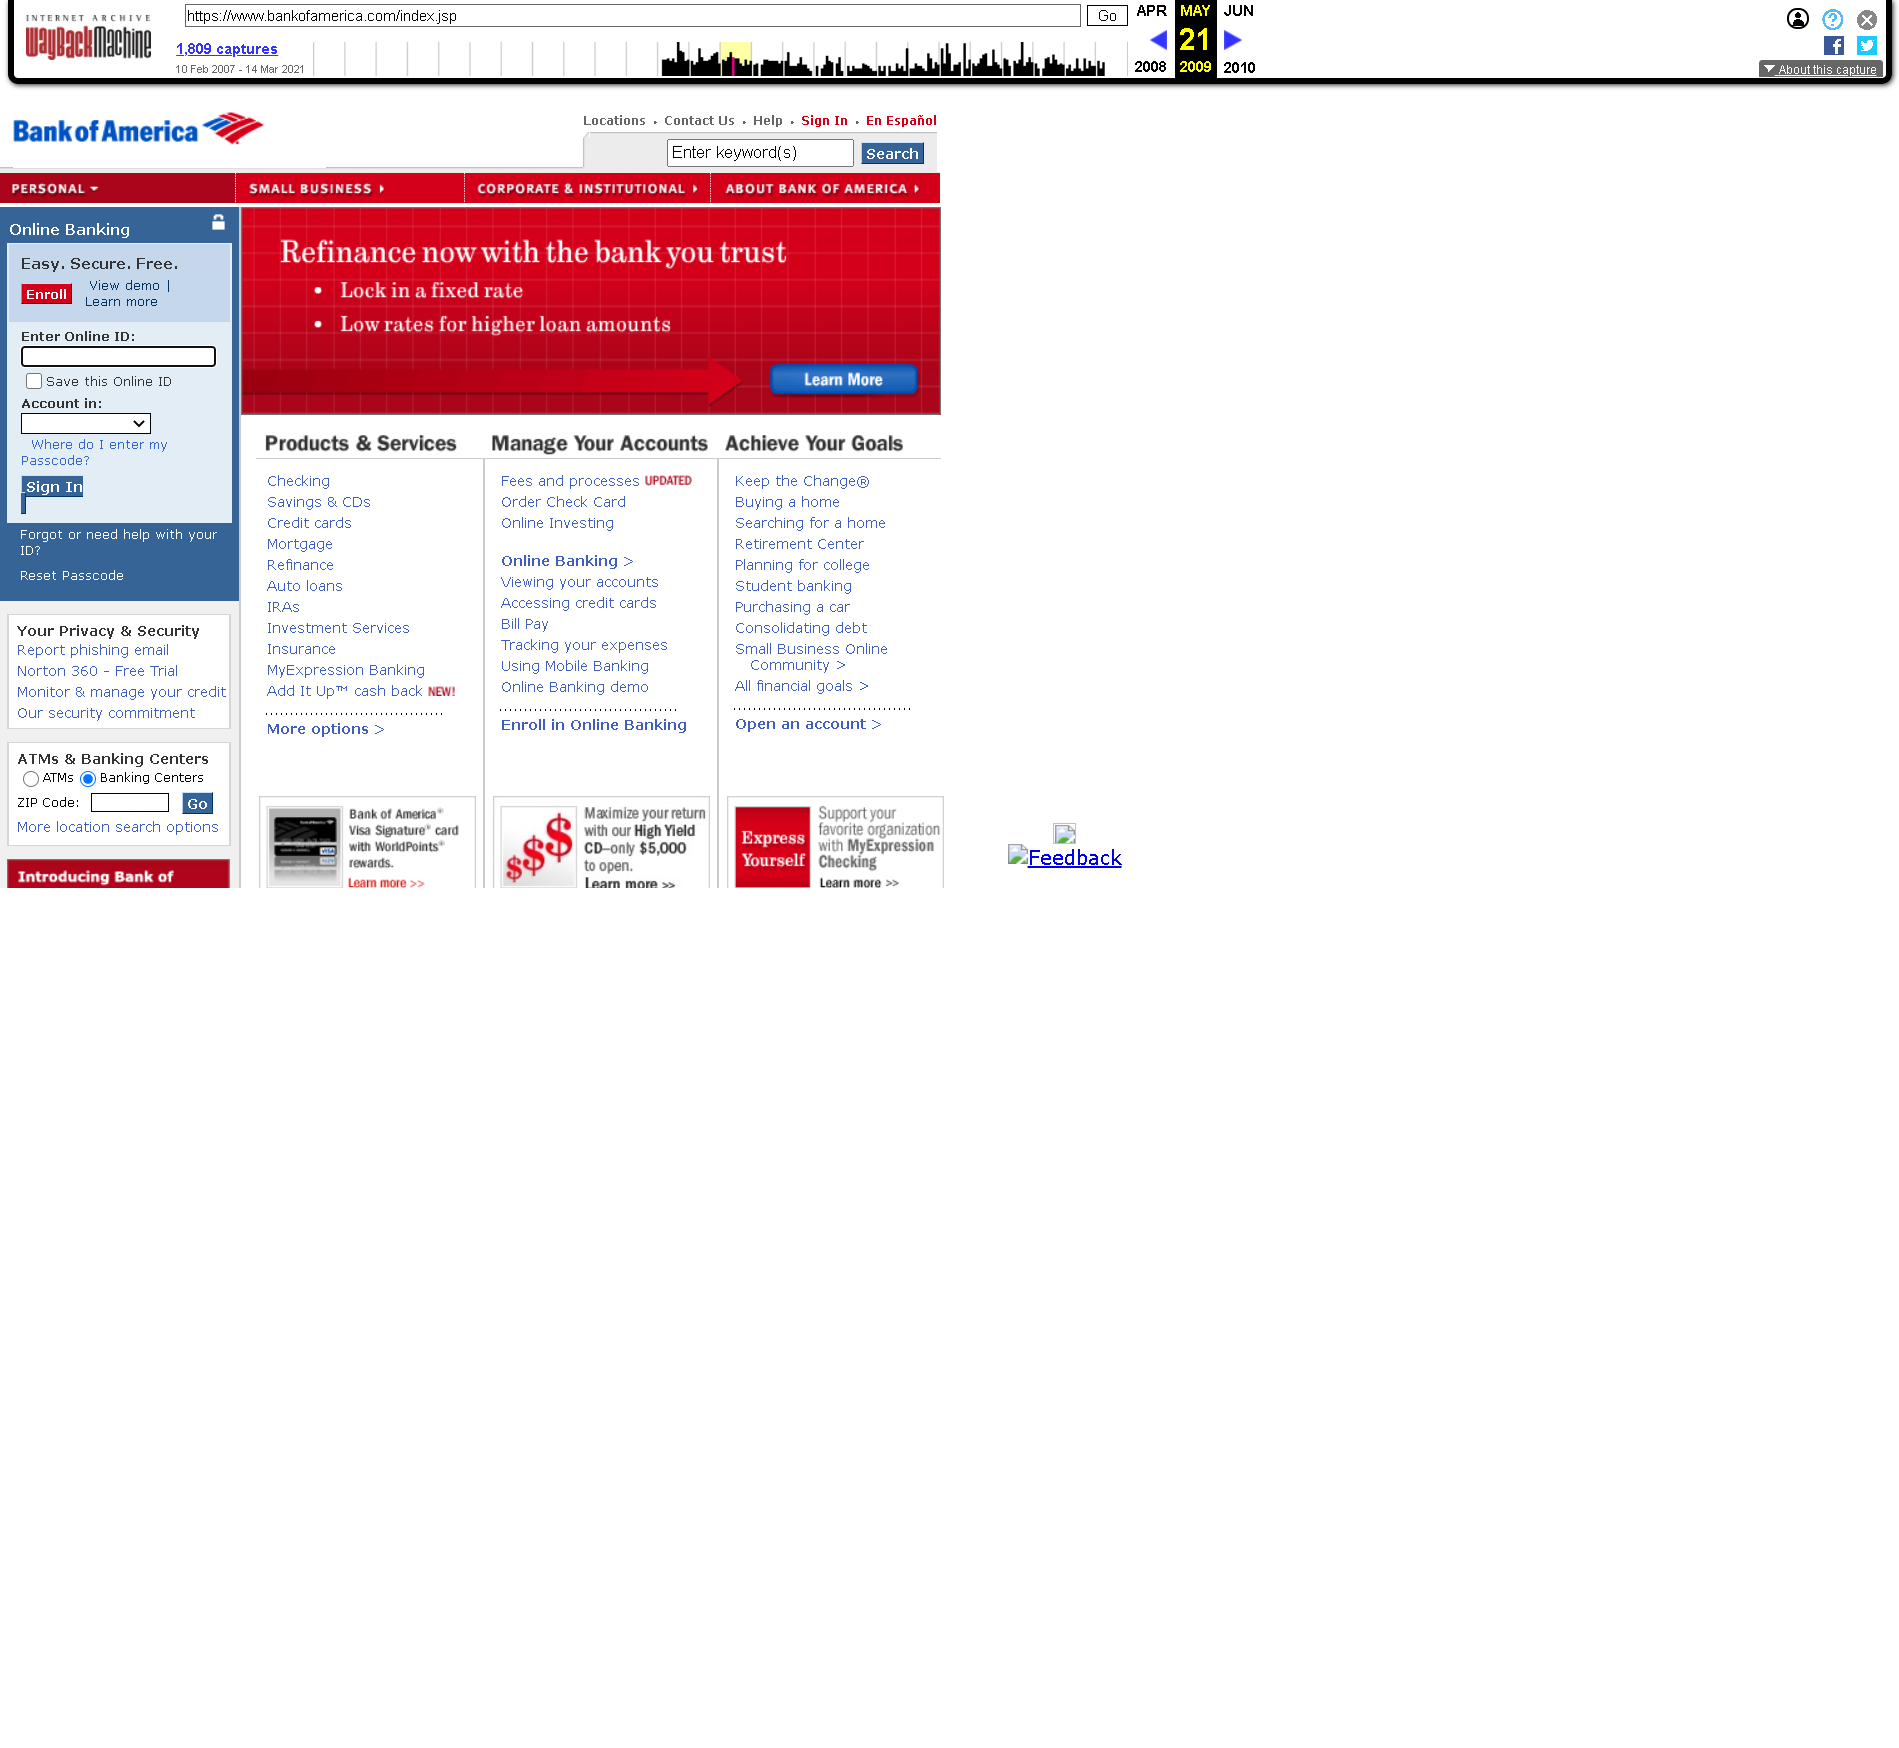 INTERNET ARCHIVE
WayBackMachine
https://www.bankofamerica.com/index.jsp
Go
APR MAY JUN
1,809 captures
21
10 Feb 2007 - 14 Mar 2021
2008 2009 2010
About this capture
Bank of America
Locations • Contact Us • Help • Sign In • En Español
Enter keyword(s)
Search
PERSONAL
SMALL BUSINESS
CORPORATE & INSTITUTIONAL
ABOUT BANK OF AMERICA
Online Banking
Easy. Secure. Free.
Enroll
View demo |
Learn more
Enter Online ID:
Save this Online ID
Account in:
Where do I enter my
Passcode?
Sign In
Forgot or need help with your
ID?
Reset Passcode
Your Privacy & Security
Report phishing email
Norton 360 - Free Trial
Monitor & manage your credit
Our security commitment
ATMs & Banking Centers
ATMs Banking Centers
ZIP Code:
Go
More location search options
Introducing Bank of
Refinance now with the bank you trust
• Lock in a fixed rate
• Low rates for higher loan amounts
Learn More
Products & Services
Checking
Savings & CDs
Credit cards
Mortgage
Refinance
Auto loans
IRAs
Investment Services
Insurance
MyExpression Banking
Add It Up™ cash back NEW!
More options >
Manage Your Accounts
Fees and processes UPDATED
Order Check Card
Online Investing
Online Banking >
Viewing your accounts
Accessing credit cards
Bill Pay
Tracking your expenses
Using Mobile Banking
Online Banking demo
Enroll in Online Banking
Achieve Your Goals
Keep the Change®
Buying a home
Searching for a home
Retirement Center
Planning for college
Student banking
Purchasing a car
Consolidating debt
Small Business Online
Community >
All financial goals >
Open an account >
Bank of America®
Visa Signature® card
with WorldPoints®
rewards.
Learn more >>
$$$
Maximize your return
with our High Yield
CD–only $5,000
to open.
Learn more >>
Express
Yourself
Support your
favorite organization
with MyExpression
Checking
Learn more >>
Feedback